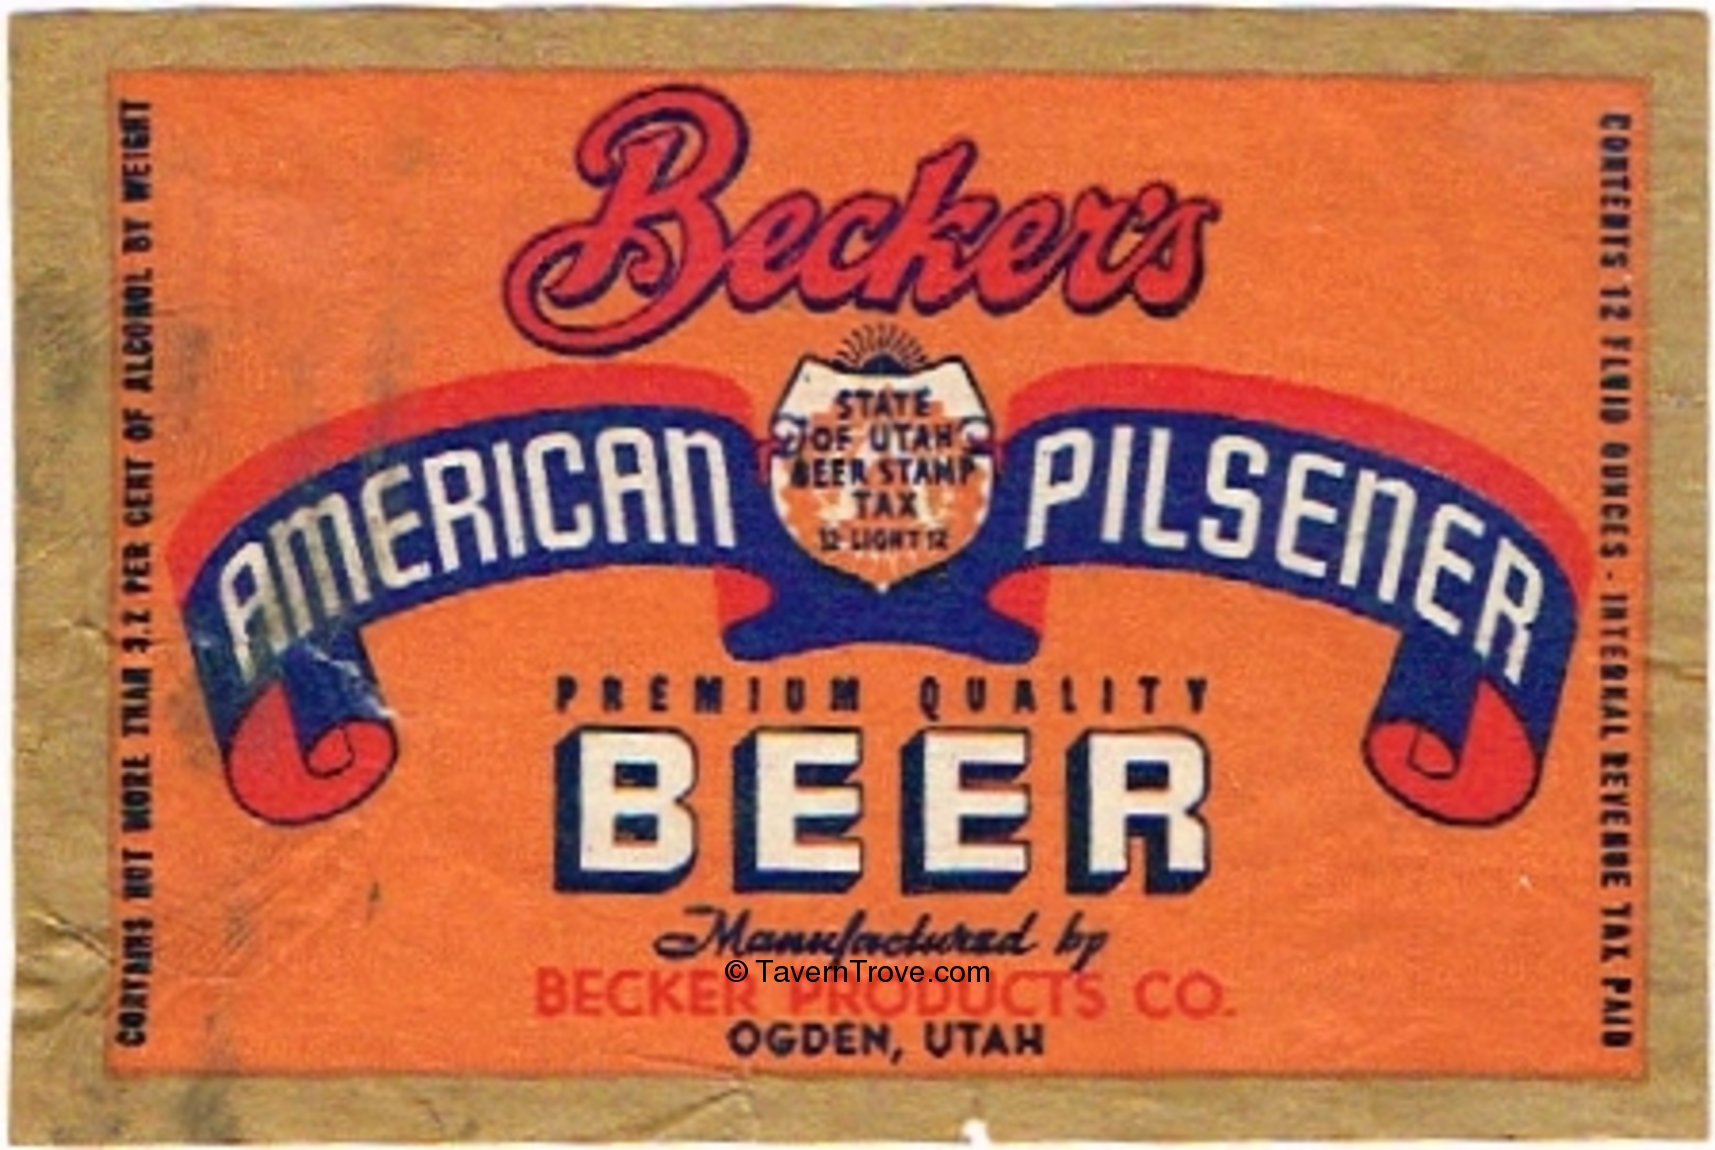 Becker's
AMERICAN PILSENER
STATE
OF UTAH
BEER STAMP
TAX
12 LIGHT 12
PREMIUM QUALITY
BEER
Manufactured by
© TavernTrove.com
BECKER PRODUCTS CO.
OGDEN, UTAH
CONTAINS NOT MORE THAN 3.2 PER CENT OF ALCOHOL BY WEIGHT
CONTENTS 12 FLUID OUNCES - INTERNAL REVENUE TAX PAID